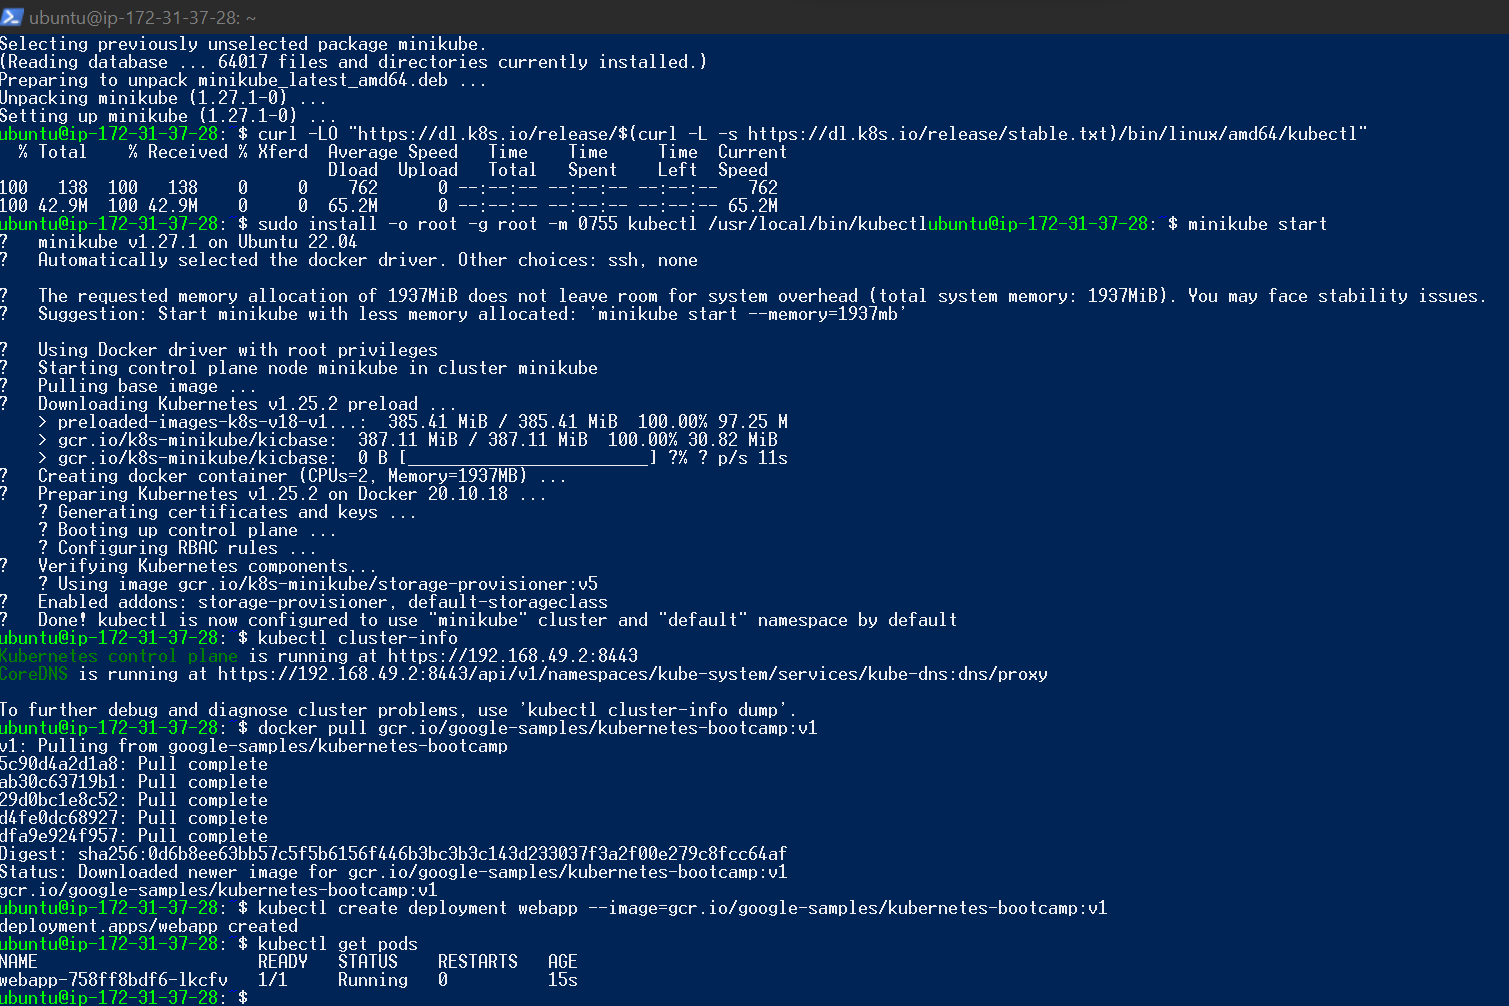 ubuntu@ip-172-31-37-28: ~
Selecting previously unselected package minikube.
(Reading database ... 64017 files and directories currently installed.)
Preparing to unpack minikube_latest_amd64.deb ...
Unpacking minikube (1.27.1-0) ...
Setting up minikube (1.27.1-0) ...
ubuntu@ip-172-31-37-28:~$ curl -LO "https://dl.k8s.io/release/$(curl -L -s https://dl.k8s.io/release/stable.txt)/bin/linux/amd64/kubectl"
  % Total    % Received % Xferd  Average Speed   Time    Time     Time  Current
                                 Dload  Upload   Total   Spent    Left  Speed
100   138  100   138    0     0    762      0 --:--:-- --:--:-- --:--:--   762
100 42.9M  100 42.9M    0     0  65.2M      0 --:--:-- --:--:-- --:--:-- 65.2M
ubuntu@ip-172-31-37-28: $ sudo install -o root -g root -m 0755 kubectl /usr/local/bin/kubectlubuntu@ip-172-31-37-28: $ minikube start
?   minikube v1.27.1 on Ubuntu 22.04
?   Automatically selected the docker driver. Other choices: ssh, none
?   The requested memory allocation of 1937MiB does not leave room for system overhead (total system memory: 1937MiB). You may face stability issues.
?   Suggestion: Start minikube with less memory allocated: 'minikube start --memory=1937mb'
?   Using Docker driver with root privileges
?   Starting control plane node minikube in cluster minikube
?   Pulling base image ...
?   Downloading Kubernetes v1.25.2 preload ...
    > preloaded-images-k8s-v18-v1...:  385.41 MiB / 385.41 MiB  100.00% 97.25 M
    > gcr.io/k8s-minikube/kicbase:  387.11 MiB / 387.11 MiB  100.00% 30.82 MiB
    > gcr.io/k8s-minikube/kicbase:  0 B [________________________] ?% ? p/s 11s
?   Creating docker container (CPUs=2, Memory=1937MB) ...
?   Preparing Kubernetes v1.25.2 on Docker 20.10.18 ...
    ? Generating certificates and keys ...
    ? Booting up control plane ...
    ? Configuring RBAC rules ...
?   Verifying Kubernetes components...
    ? Using image gcr.io/k8s-minikube/storage-provisioner:v5
?   Enabled addons: storage-provisioner, default-storageclass
?   Done! kubectl is now configured to use "minikube" cluster and "default" namespace by default
ubuntu@ip-172-31-37-28: $ kubectl cluster-info
Kubernetes control plane is running at https://192.168.49.2:8443
CoreDNS is running at https://192.168.49.2:8443/api/v1/namespaces/kube-system/services/kube-dns:dns/proxy
To further debug and diagnose cluster problems, use 'kubectl cluster-info dump'.
ubuntu@ip-172-31-37-28: $ docker pull gcr.io/google-samples/kubernetes-bootcamp:v1
v1: Pulling from google-samples/kubernetes-bootcamp
5c90d4a2d1a8: Pull complete
ab30c63719b1: Pull complete
29d0bc1e8c52: Pull complete
d4fe0dc68927: Pull complete
dfa9e924f957: Pull complete
Digest: sha256:0d6b8ee63bb57c5f5b6156f446b3bc3b3c143d233037f3a2f00e279c8fcc64af
Status: Downloaded newer image for gcr.io/google-samples/kubernetes-bootcamp:v1
gcr.io/google-samples/kubernetes-bootcamp:v1
ubuntu@ip-172-31-37-28: $ kubectl create deployment webapp --image=gcr.io/google-samples/kubernetes-bootcamp:v1
deployment.apps/webapp created
ubuntu@ip-172-31-37-28: $ kubectl get pods
NAME                      READY   STATUS    RESTARTS   AGE
webapp-758ff8bdf6-lkcfv   1/1     Running   0          15s
ubuntu@ip-172-31-37-28: $